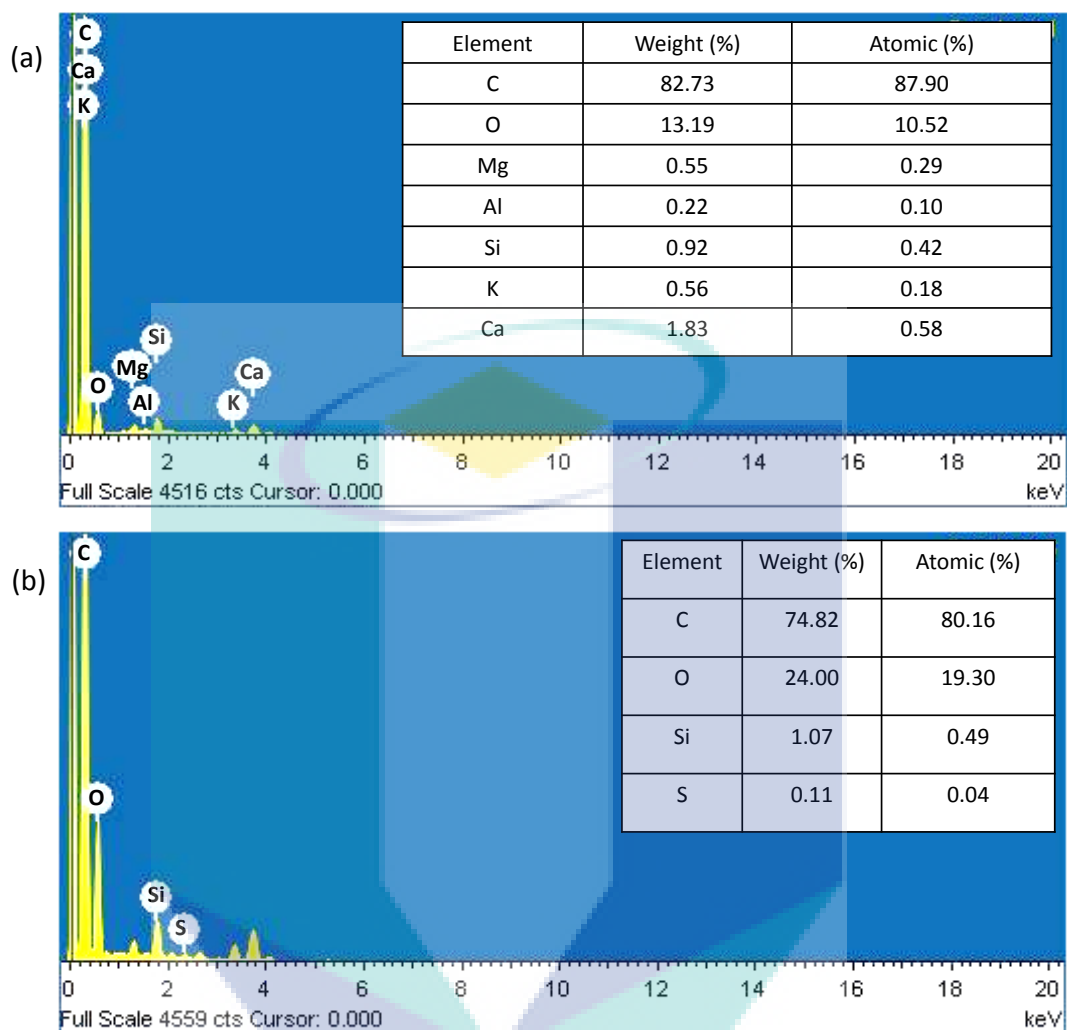 (a)
C
Ca
K
Element Weight (%) Atomic (%)
C 82.73 87.90
O 13.19 10.52
Mg 0.55 0.29
Al 0.22 0.10
Si 0.92 0.42
K 0.56 0.18
Ca 1.83 0.58
Si
Mg
O
Al
K
Ca
0 2 4 6 8 10 12 14 16 18 20
Full Scale 4516 cts Cursor: 0.000 keV
(b)
C
Element Weight (%) Atomic (%)
C 74.82 80.16
O 24.00 19.30
Si 1.07 0.49
S 0.11 0.04
O
Si
S
0 2 4 6 8 10 12 14 16 18 20
Full Scale 4559 cts Cursor: 0.000 keV